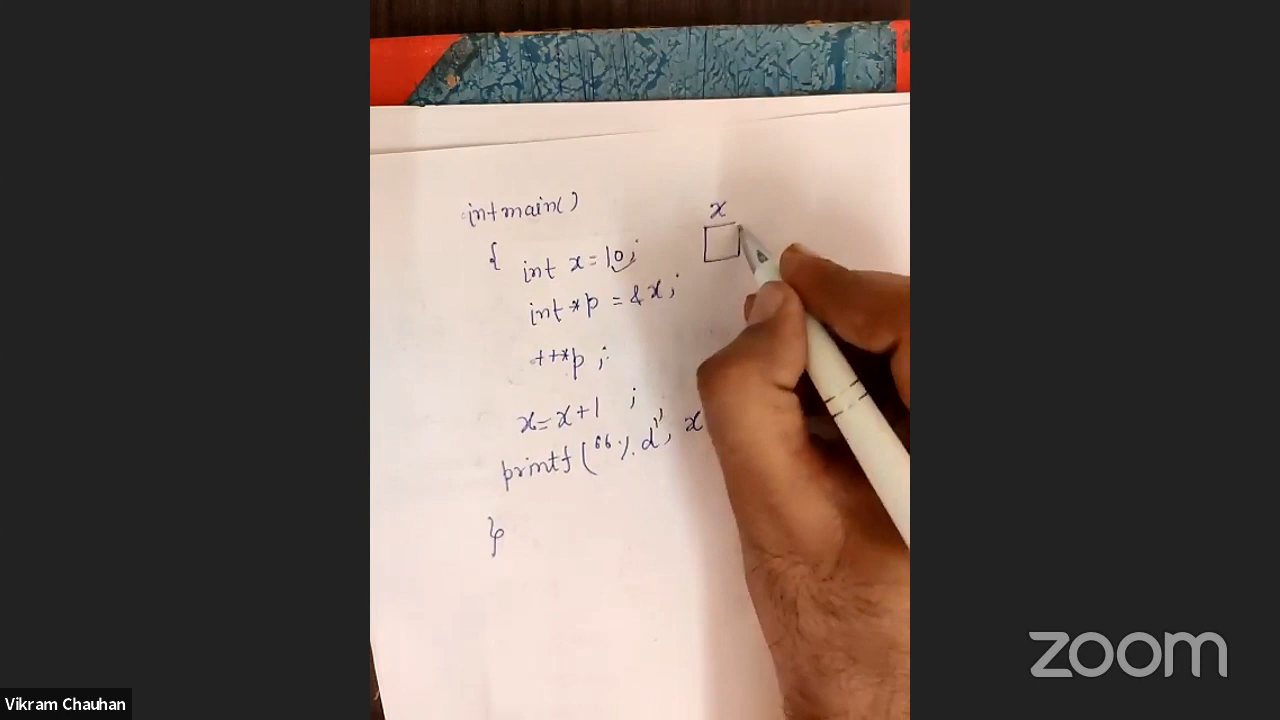 int main()
{ int x = 10;
int *p = &x;
++*p;
x = x+1 ;
printf("%d", x
}
x
zoom
Vikram Chauhan